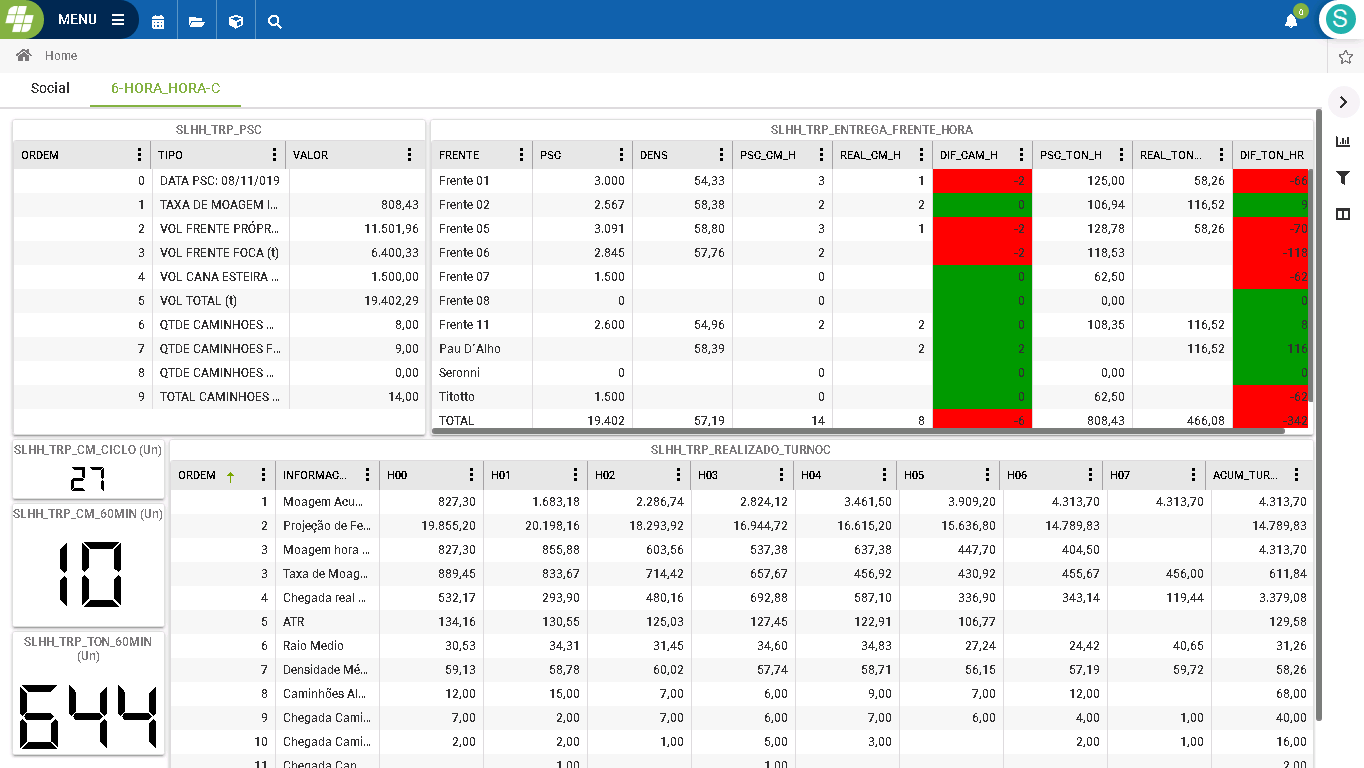 MENU
0
S
Home
Social 6-HORA_HORA-C
SLHH_TRP_PSC
ORDEM TIPO VALOR
0 DATA PSC: 08/11/019
1 TAXA DE MOAGEM I... 808,43
2 VOL FRENTE PRÓPR... 11.501,96
3 VOL FRENTE FOCA (t) 6.400,33
4 VOL CANA ESTEIRA ... 1.500,00
5 VOL TOTAL (t) 19.402,29
6 QTDE CAMINHOES ... 8,00
7 QTDE CAMINHOES F... 9,00
8 QTDE CAMINHOES ... 0,00
9 TOTAL CAMINHOES ... 14,00
SLHH_TRP_ENTREGA_FRENTE_HORA
FRENTE PSC DENS PSC_CM_H REAL_CM_H DIF_CAM_H PSC_TON_H REAL_TON... DIF_TON_HR
Frente 01 3.000 54,33 3 1 -2 125,00 58,26 -66
Frente 02 2.567 58,38 2 2 0 106,94 116,52 9
Frente 05 3.091 58,80 3 1 -2 128,78 58,26 -70
Frente 06 2.845 57,76 2 -2 118,53 -118
Frente 07 1.500 0 0 62,50 -62
Frente 08 0 0 0 0,00 0
Frente 11 2.600 54,96 2 2 0 108,35 116,52 8
Pau D´Alho 58,39 2 2 116,52 116
Seronni 0 0 0 0,00 0
Titotto 1.500 0 0 62,50 -62
TOTAL 19.402 57,19 14 8 -6 808,43 466,08 -342
SLHH_TRP_CM_CICLO (Un)
27
SLHH_TRP_CM_60MIN (Un)
10
SLHH_TRP_TON_60MIN
(Un)
644
SLHH_TRP_REALIZADO_TURNOC
ORDEM INFORMAC... H00 H01 H02 H03 H04 H05 H06 H07 ACUM_TUR...
1 Moagem Acu... 827,30 1.683,18 2.286,74 2.824,12 3.461,50 3.909,20 4.313,70 4.313,70 4.313,70
2 Projeção de Fe... 19.855,20 20.198,16 18.293,92 16.944,72 16.615,20 15.636,80 14.789,83 14.789,83
3 Moagem hora ... 827,30 855,88 603,56 537,38 637,38 447,70 404,50 4.313,70
3 Taxa de Moag... 889,45 833,67 714,42 657,67 456,92 430,92 455,67 456,00 611,84
4 Chegada real ... 532,17 293,90 480,16 692,88 587,10 336,90 343,14 119,44 3.379,08
5 ATR 134,16 130,55 125,03 127,45 122,91 106,77 129,58
6 Raio Medio 30,53 34,31 31,45 34,60 34,83 27,24 24,42 40,65 31,26
7 Densidade Mé... 59,13 58,78 60,02 57,74 58,71 56,15 57,19 59,72 58,26
8 Caminhões Al... 12,00 15,00 7,00 6,00 9,00 7,00 12,00 68,00
9 Chegada Cami... 7,00 2,00 7,00 6,00 7,00 6,00 4,00 1,00 40,00
10 Chegada Cami... 2,00 2,00 1,00 5,00 3,00 2,00 1,00 16,00
11 Chegada Can... 1,00 1,00 2,00